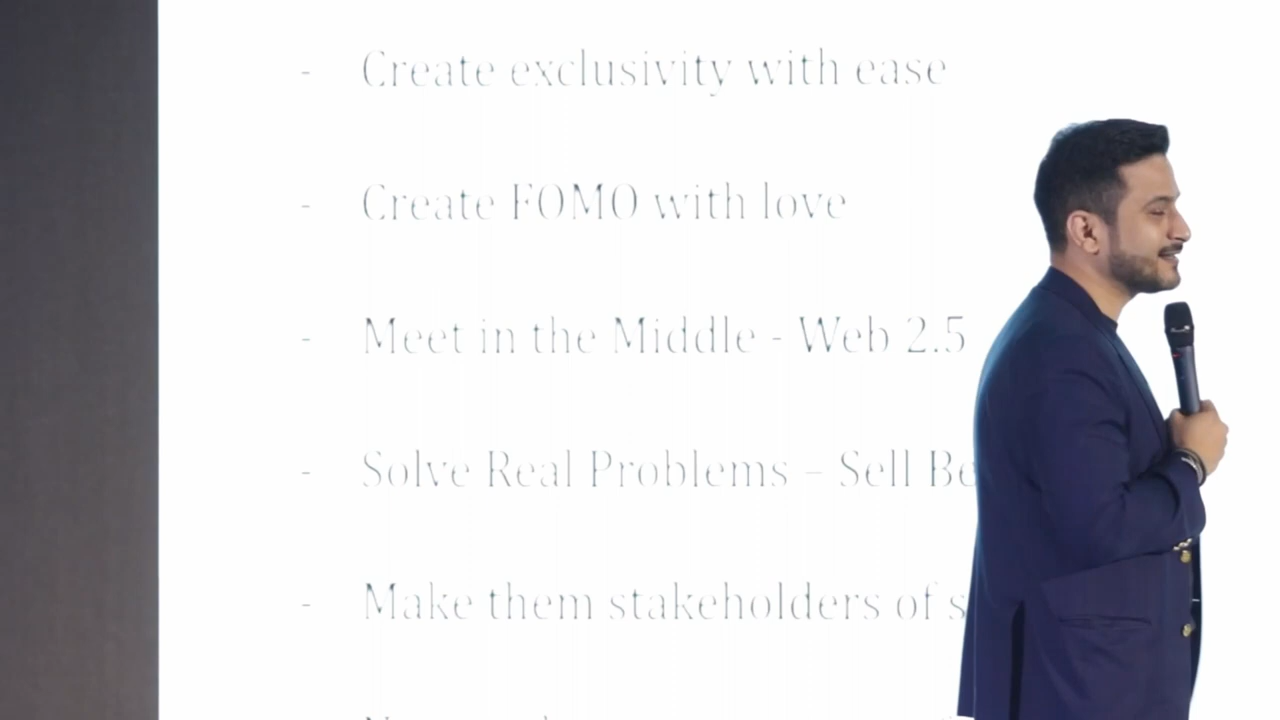 - Create exclusivity with ease
- Create FOMO with love
- Meet in the Middle - Web 2.5
- Solve Real Problems – Sell
- Make them stakeholders of